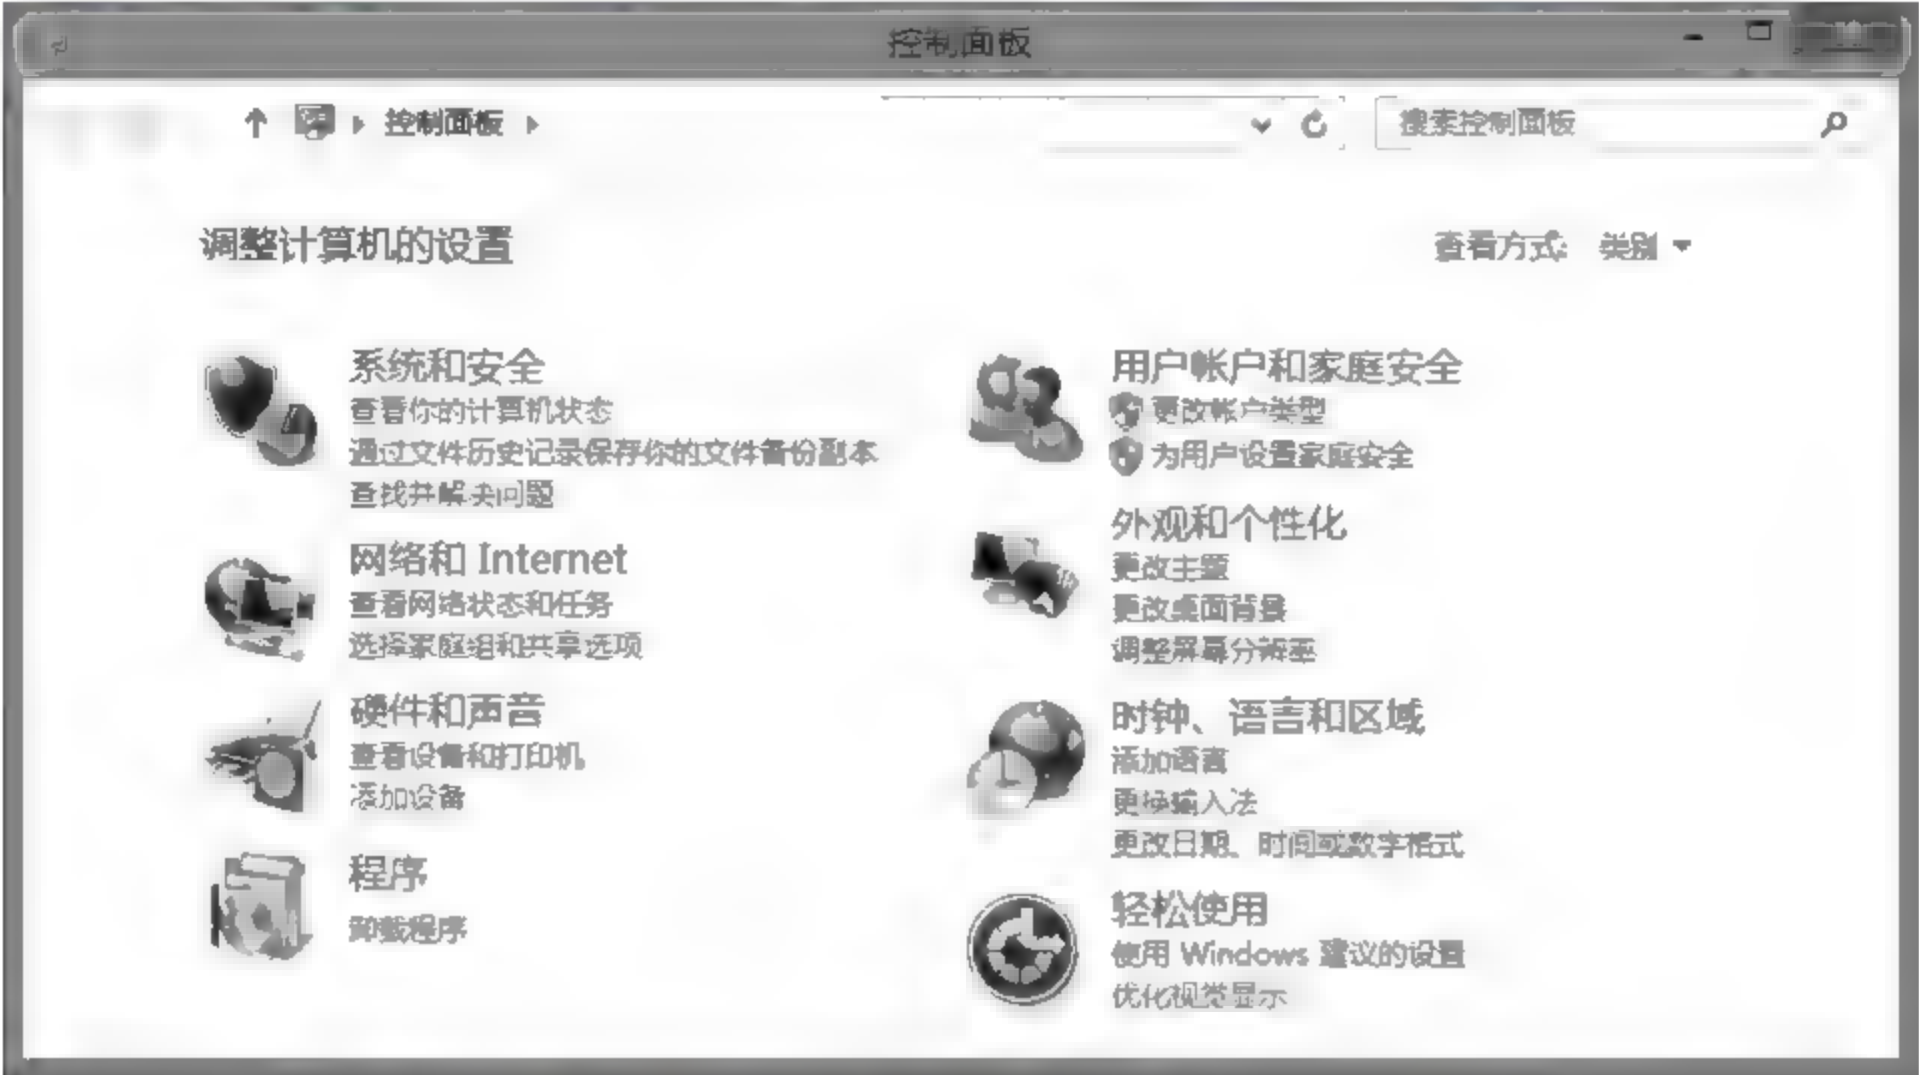 控制面板
控制面板
搜索控制面板
调整计算机的设置
查看方式: 类别
系统和安全
查看你的计算机状态
通过文件历史记录保存你的文件备份副本
查找并解决问题
网络和 Internet
查看网络状态和任务
选择家庭组和共享选项
硬件和声音
查看设备和打印机
添加设备
程序
卸载程序
用户帐户和家庭安全
更改帐户类型
为用户设置家庭安全
外观和个性化
更改主题
更改桌面背景
调整屏幕分辨率
时钟、语言和区域
添加语言
更换输入法
更改日期、时间或数字格式
轻松使用
使用 Windows 建议的设置
优化视觉显示